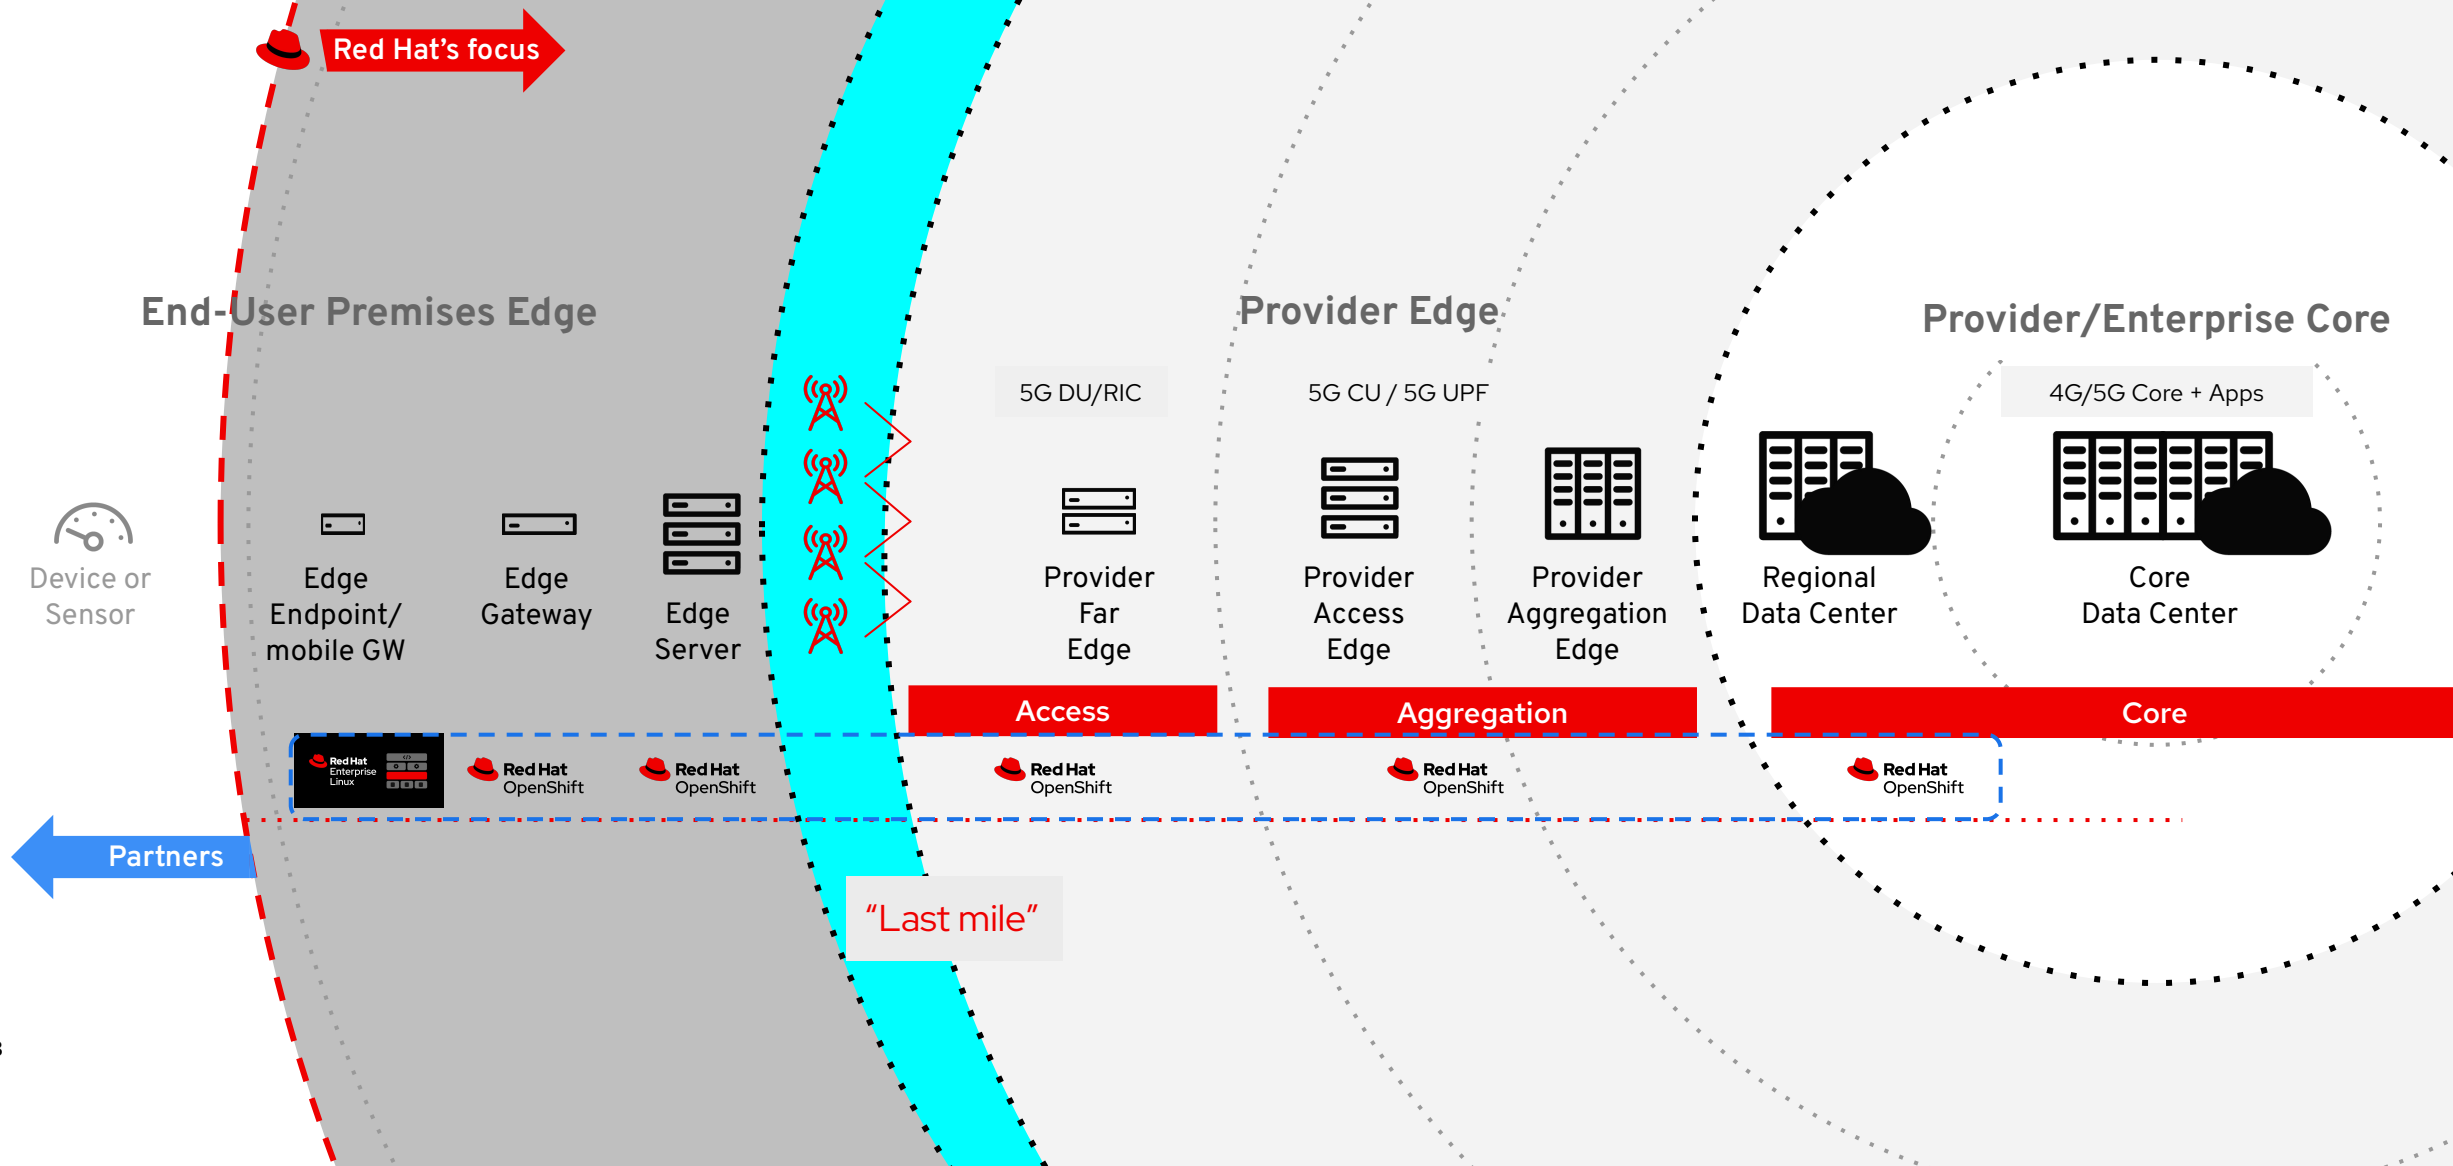 Red Hat's focus
End-User Premises Edge
Provider Edge
Provider/Enterprise Core
5G DU/RIC
5G CU / 5G UPF
4G/5G Core + Apps
Device or
Sensor
Edge
Endpoint/
mobile GW
Edge
Gateway
Edge
Server
Provider
Far
Edge
Provider
Access
Edge
Provider
Aggregation
Edge
Regional
Data Center
Core
Data Center
Access
Aggregation
Core
Red Hat
Enterprise
Linux
</>
Red Hat
OpenShift
Red Hat
OpenShift
Red Hat
OpenShift
Red Hat
OpenShift
Red Hat
OpenShift
Partners
“Last mile”